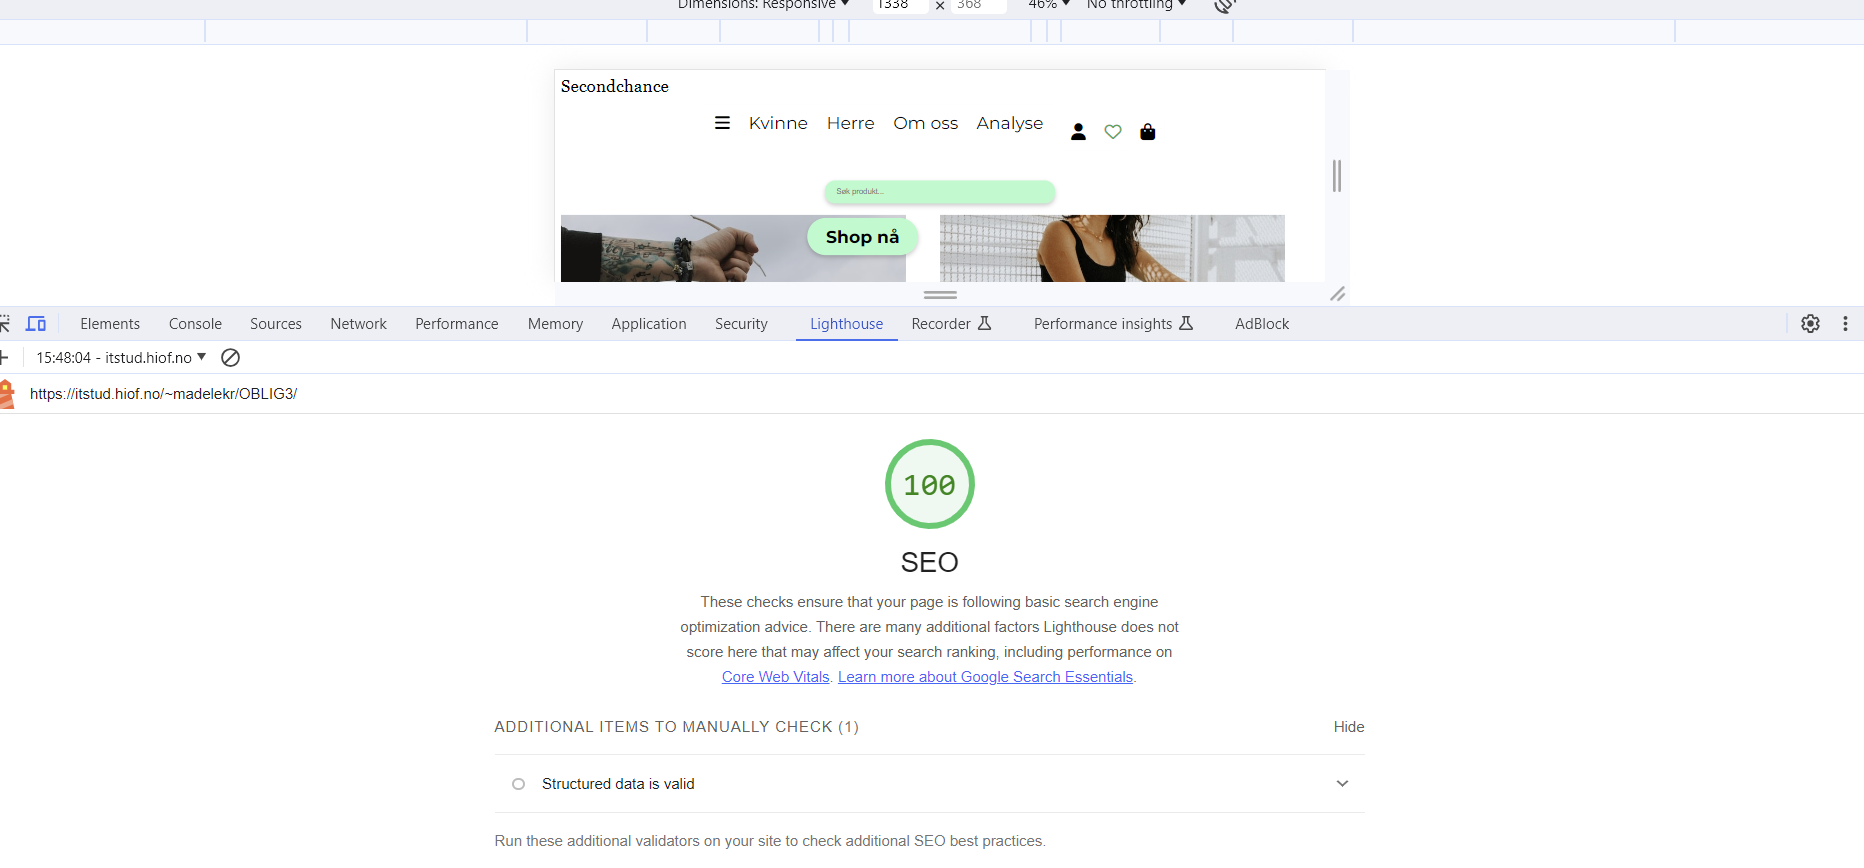 Dimensions: Responsive ▼ 1338 × 368 46% ▼ No throttling ▼
Secondchance
Kvinne Herre Om oss Analyse
Søk produkt...
Shop nå
Elements Console Sources Network Performance Memory Application Security Lighthouse Recorder Performance insights AdBlock
15:48:04 - itstud.hiof.no ▼
https://itstud.hiof.no/~madelekr/OBLIG3/
100
SEO
These checks ensure that your page is following basic search engine
optimization advice. There are many additional factors Lighthouse does not
score here that may affect your search ranking, including performance on
Core Web Vitals. Learn more about Google Search Essentials.
ADDITIONAL ITEMS TO MANUALLY CHECK (1) Hide
Structured data is valid
Run these additional validators on your site to check additional SEO best practices.